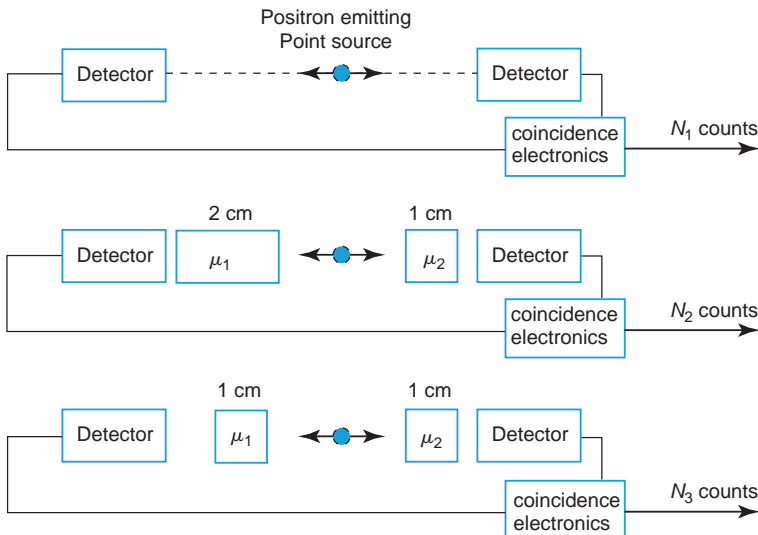 Positron emitting
Point source
Detector
Detector
coincidence
electronics
N₁ counts
2 cm
1 cm
Detector
μ₁
μ₂
Detector
coincidence
electronics
N₂ counts
1 cm
1 cm
Detector
μ₁
μ₂
Detector
coincidence
electronics
N₃ counts